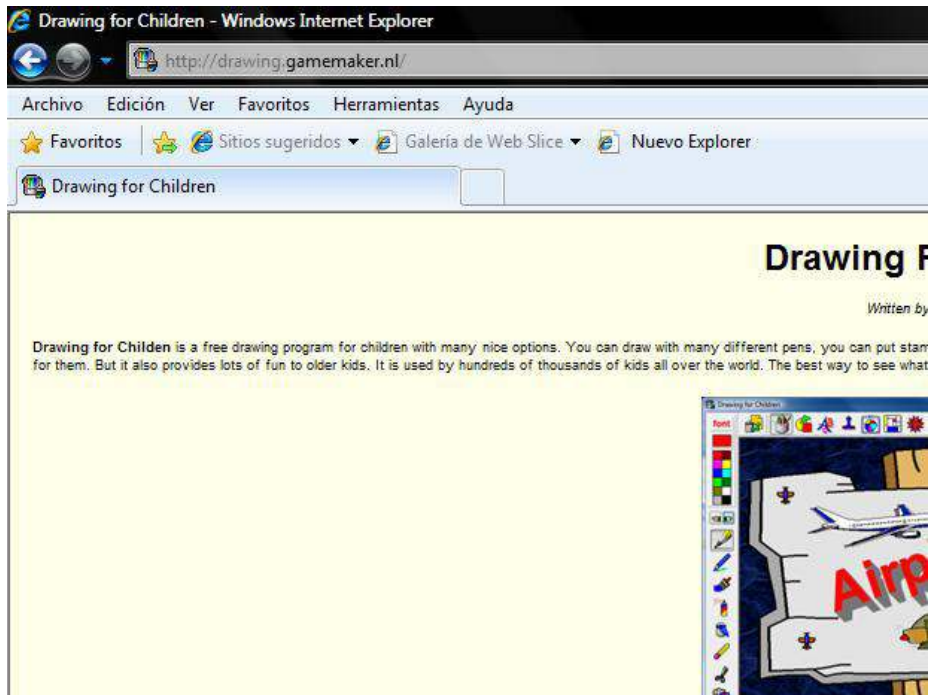 Drawing for Children - Windows Internet Explorer
http://drawing.gamemaker.nl/
Archivo Edición Ver Favoritos Herramientas Ayuda
Favoritos Sitios sugeridos Galería de Web Slice Nuevo Explorer
Drawing for Children
Drawing F
Written by
Drawing for Childen is a free drawing program for children with many nice options. You can draw with many different pens, you can put stam
for them. But it also provides lots of fun to older kids. It is used by hundreds of thousands of kids all over the world. The best way to see what
Drawing for Children
font
Airp